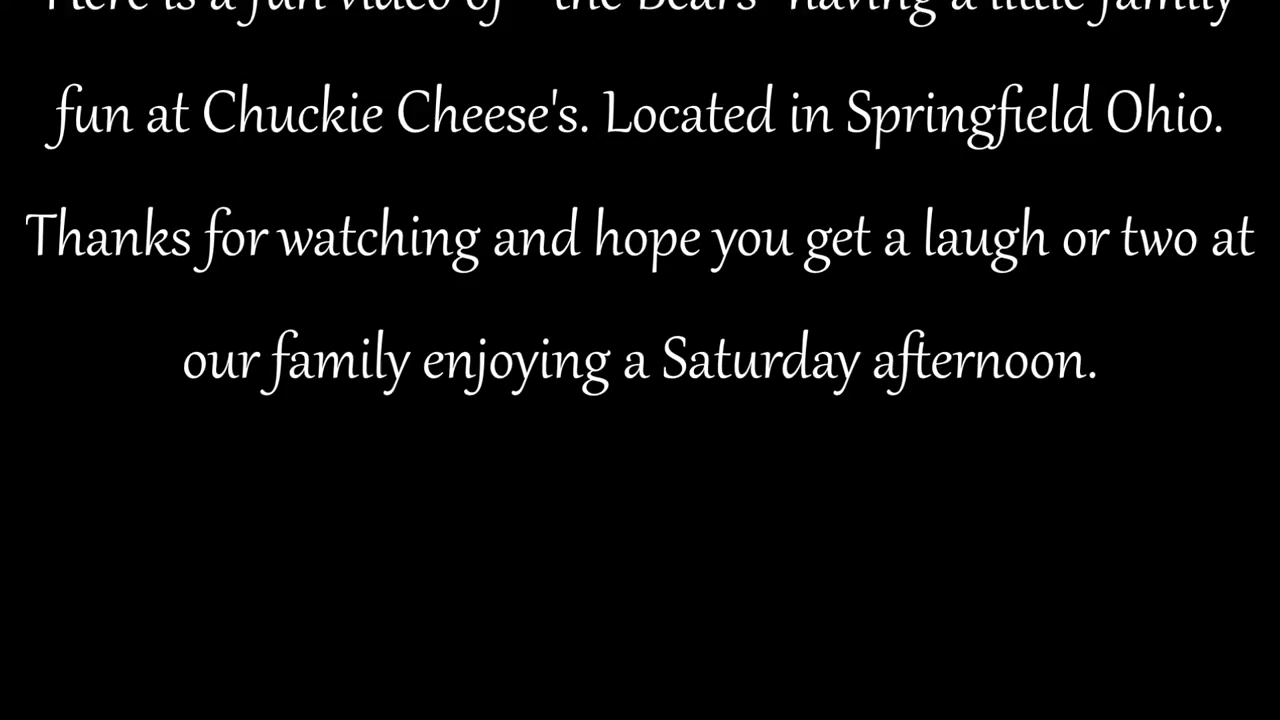 Here is a fun video of "the Bears" having a little family
fun at Chuckie Cheese's. Located in Springfield Ohio.
Thanks for watching and hope you get a laugh or two at
our family enjoying a Saturday afternoon.